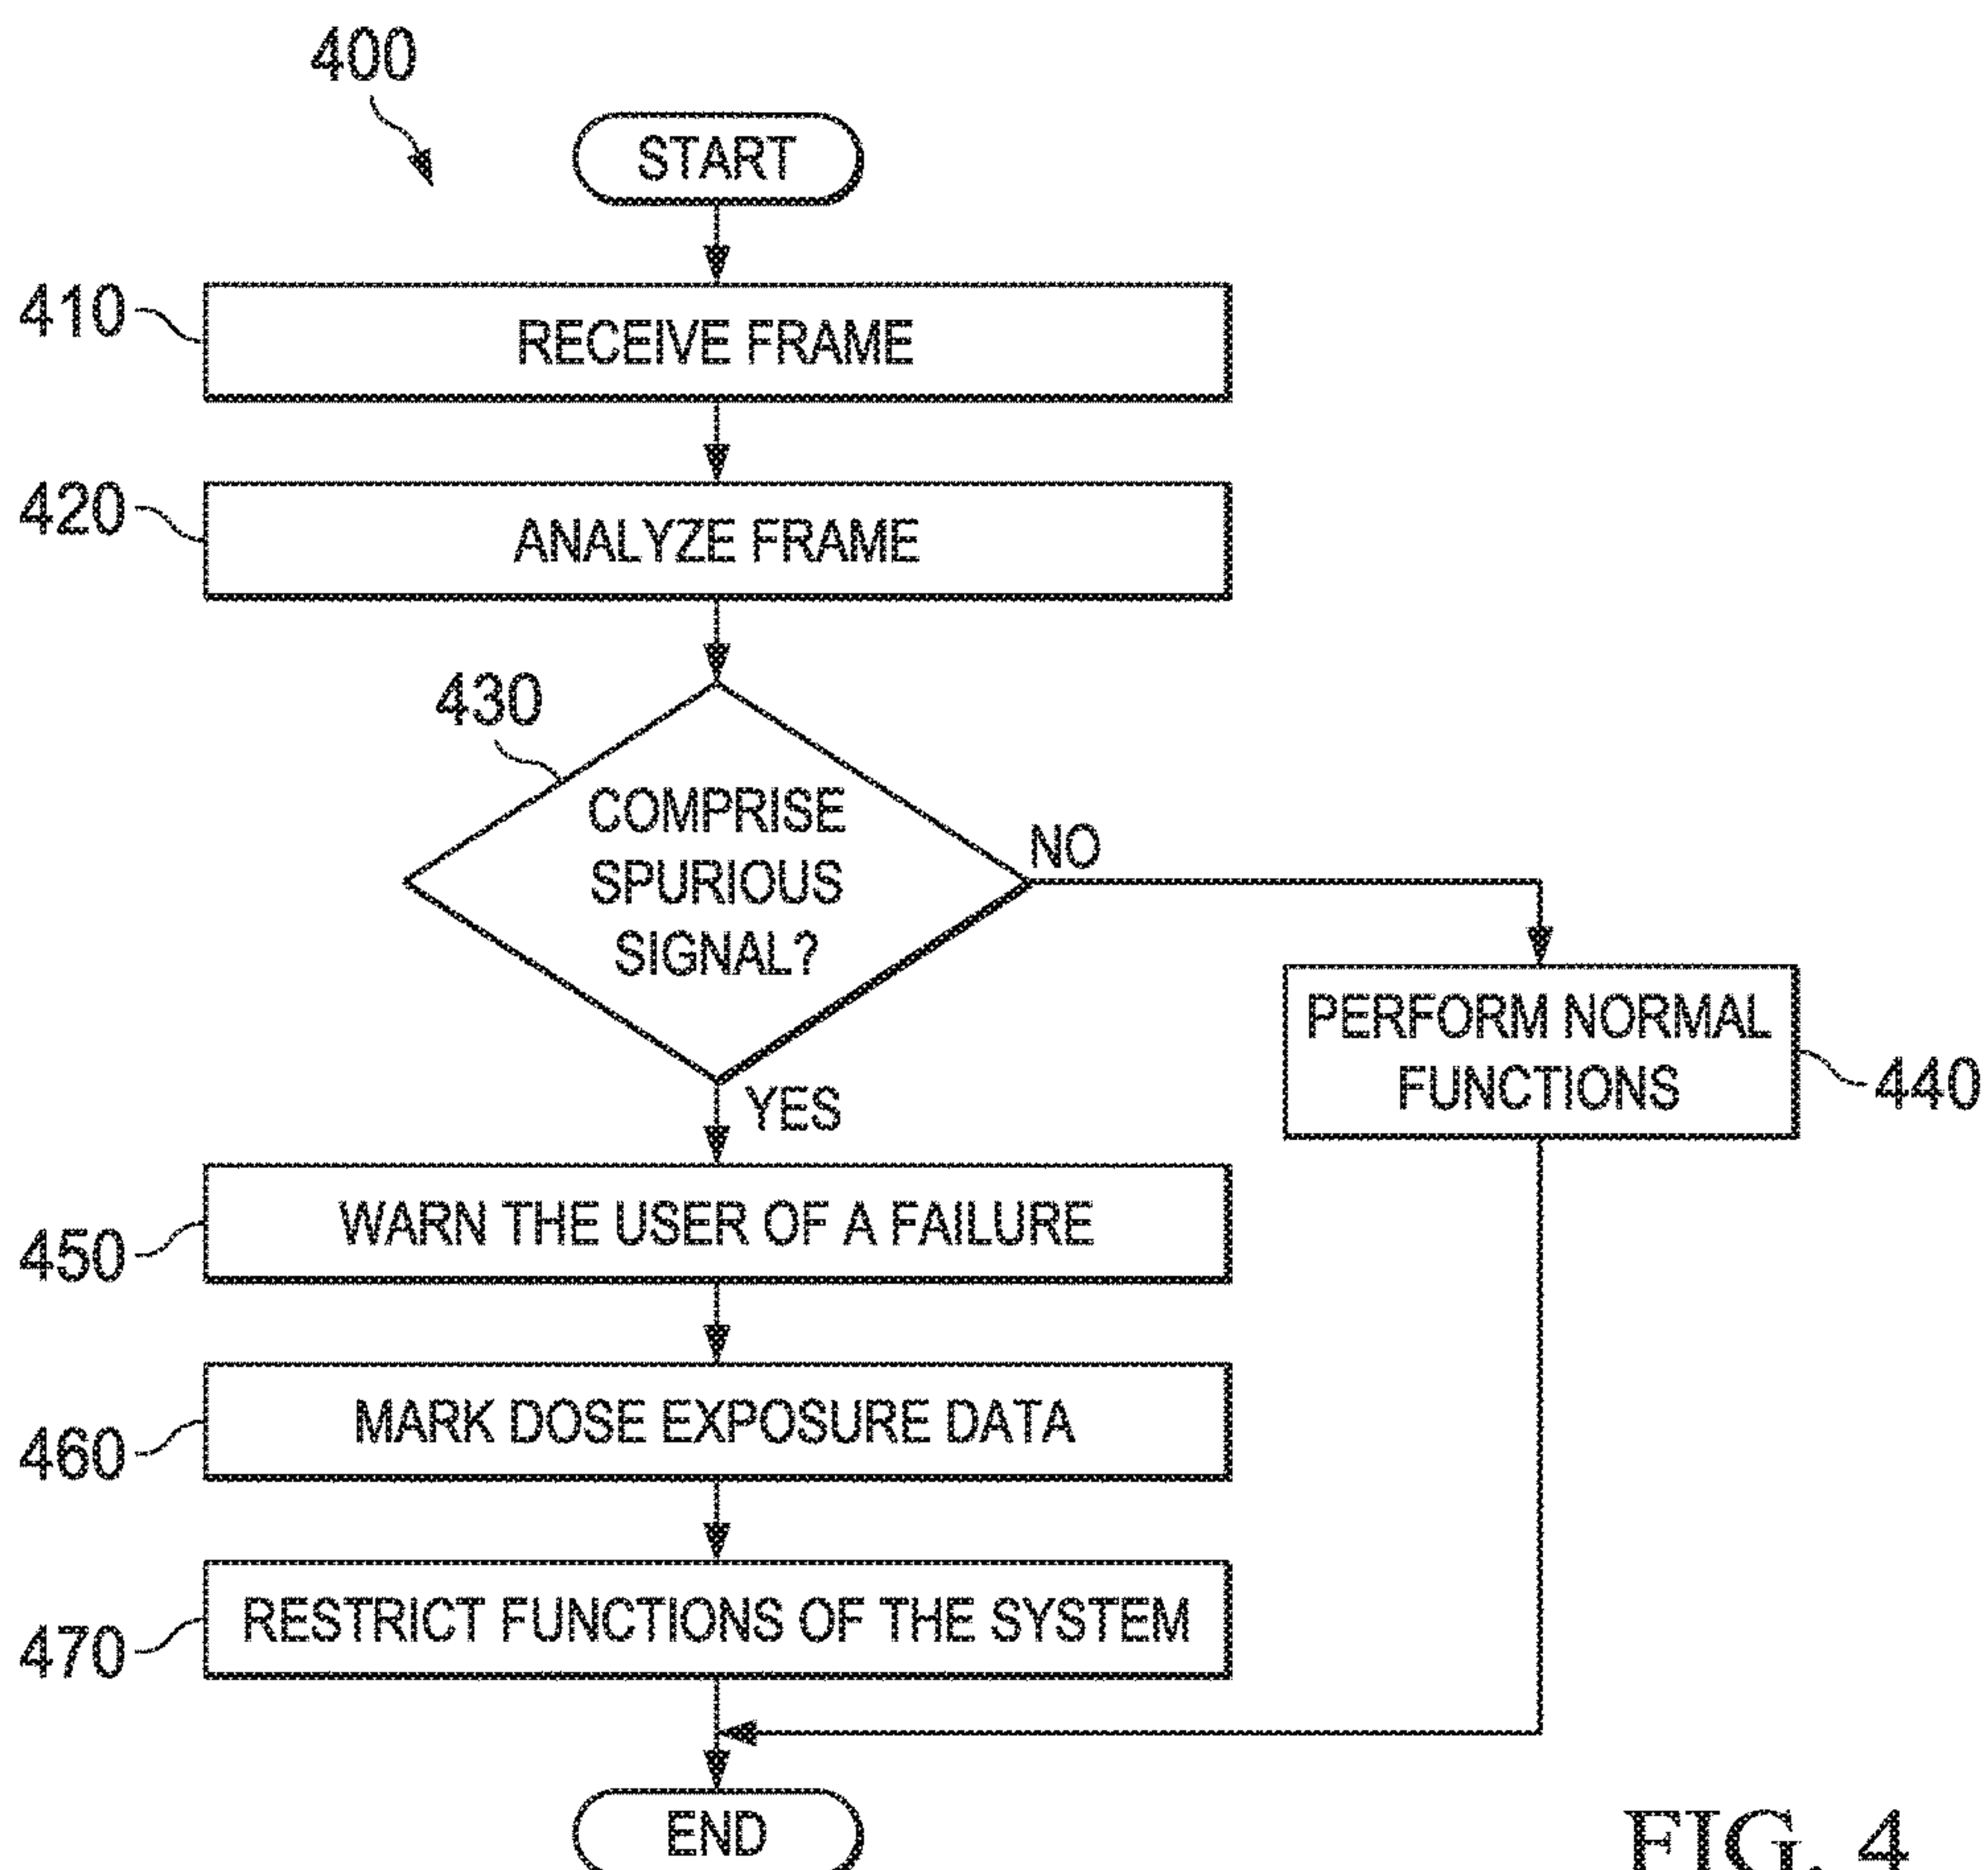 400
START
410
RECEIVE FRAME
420
ANALYZE FRAME
430
COMPRISE
SPURIOUS
SIGNAL?
NO
PERFORM NORMAL
FUNCTIONS
440
YES
450
WARN THE USER OF A FAILURE
460
MARK DOSE EXPOSURE DATA
470
RESTRICT FUNCTIONS OF THE SYSTEM
END
FIG. 4